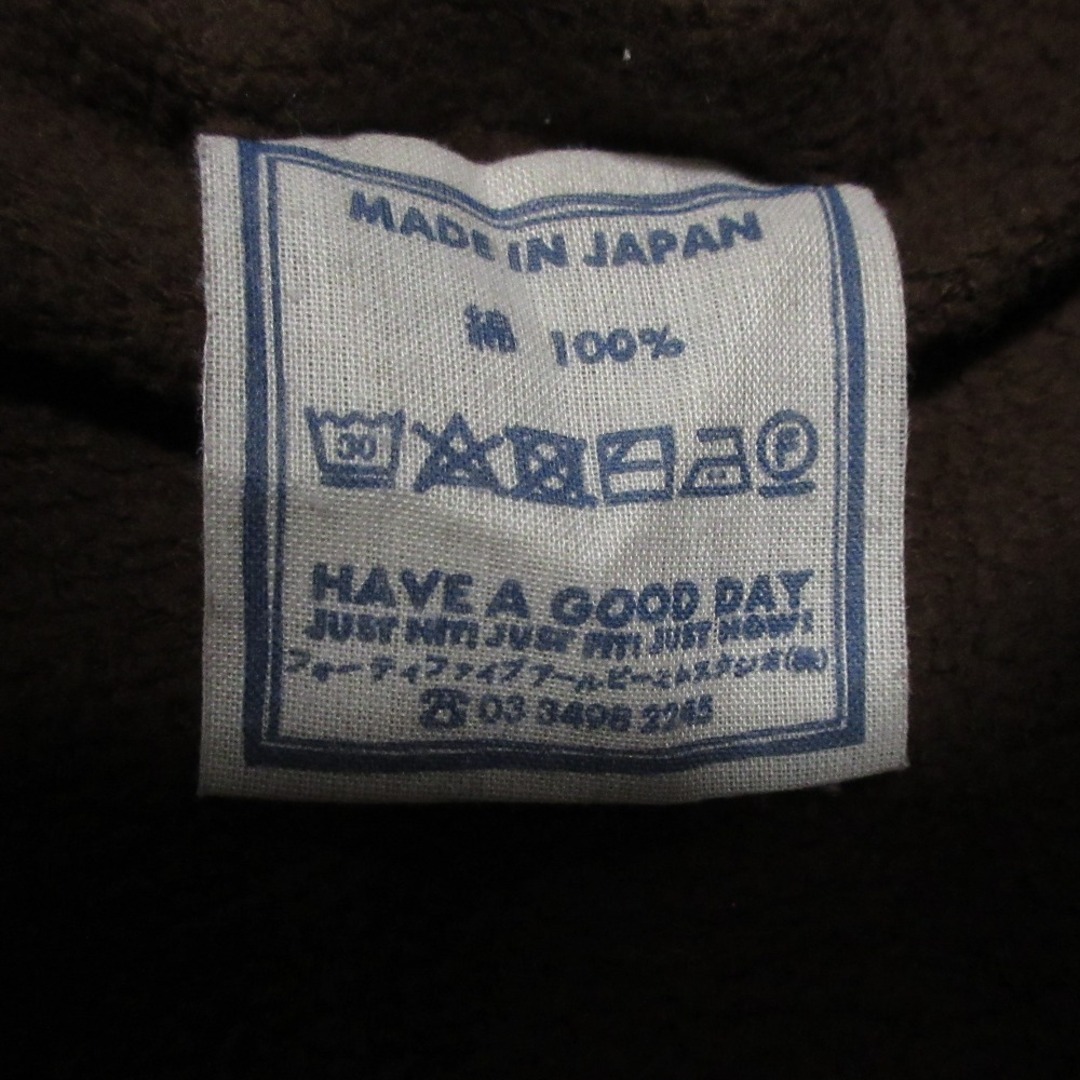 MADE IN JAPAN
綿 100%
30 F
HAVE A GOOD DAY
JUST HIT! JUST FIT! JUST NOW!
フォーティファイブアールピーエムスタジオ(株)
☎ 03 3498 2248